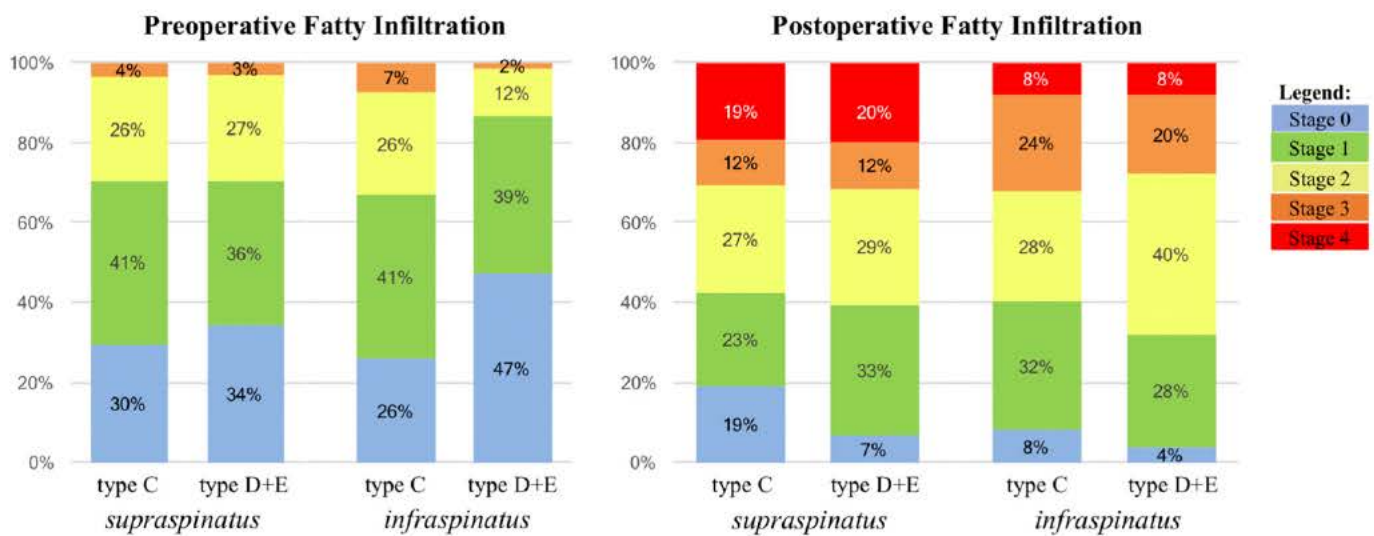 Preoperative Fatty Infiltration
100%
80%
60%
40%
20%
0%
4%
26%
41%
30%
3%
27%
36%
34%
7%
26%
41%
26%
2%
12%
39%
47%
type C
type D+E
type C
type D+E
supraspinatus
infraspinatus
Postoperative Fatty Infiltration
100%
80%
60%
40%
20%
0%
19%
12%
27%
23%
19%
20%
12%
29%
33%
7%
8%
24%
28%
32%
8%
8%
20%
40%
28%
4%
type C
type D+E
type C
type D+E
supraspinatus
infraspinatus
Legend:
Stage 0
Stage 1
Stage 2
Stage 3
Stage 4